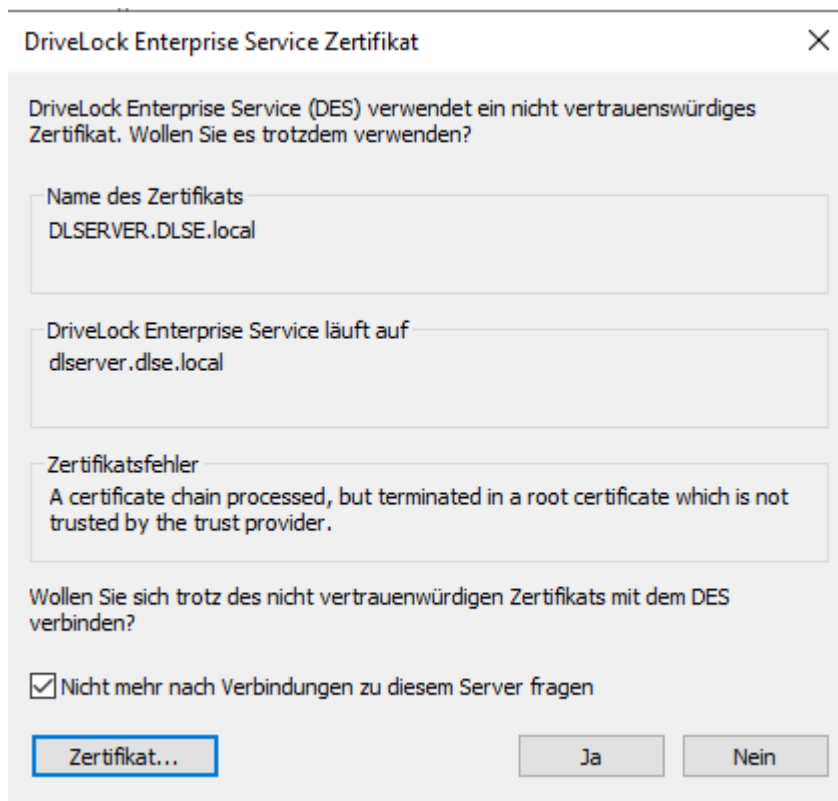 DriveLock Enterprise Service Zertifikat
DriveLock Enterprise Service (DES) verwendet ein nicht vertrauenswürdiges
Zertifikat. Wollen Sie es trotzdem verwenden?
Name des Zertifikats
DLSERVER.DLSE.local
DriveLock Enterprise Service läuft auf
dlserver.dlse.local
Zertifikatsfehler
A certificate chain processed, but terminated in a root certificate which is not
trusted by the trust provider.
Wollen Sie sich trotz des nicht vertrauenwürdigen Zertifikats mit dem DES
verbinden?
Nicht mehr nach Verbindungen zu diesem Server fragen
Zertifikat...
Ja
Nein